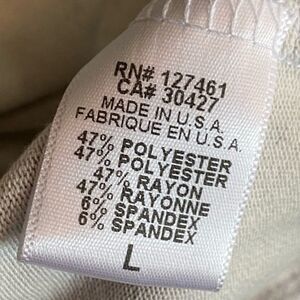 RN# 127461
CA# 30427
MADE IN U.S.A.
FABRIQUE EN U.S.A.
47% POLYESTER
47% POLYESTER
47% RAYON
47% RAYONNE
6% SPANDEX
6% SPANDEX
L